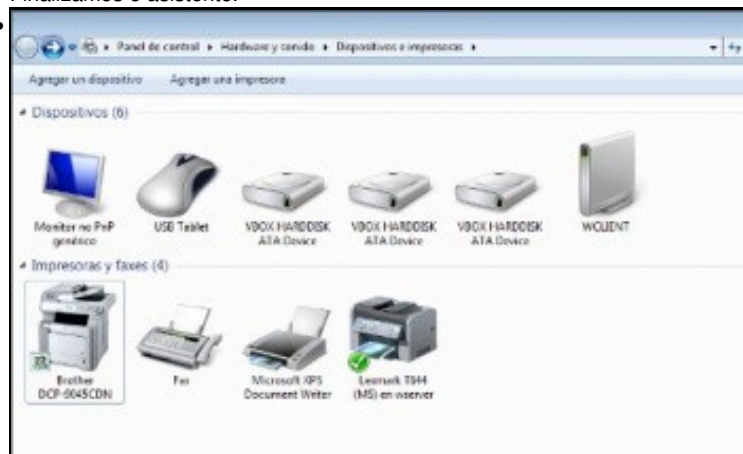 Finalizamos o asistente.
Panel de control ▸ Hardware y sonido ▸ Dispositivos e impresoras ▸
Agregar un dispositivo Agregar una impresora
Dispositivos (6)
Monitor no PnP genérico
USB Tablet
VBOX HARDDISK ATA Device
VBOX HARDDISK ATA Device
VBOX HARDDISK ATA Device
WCLIENT
Impresoras y faxes (4)
Brother DCP-9045CDN
Fax
Microsoft XPS Document Writer
Lexmark T644 (MS) en wserver